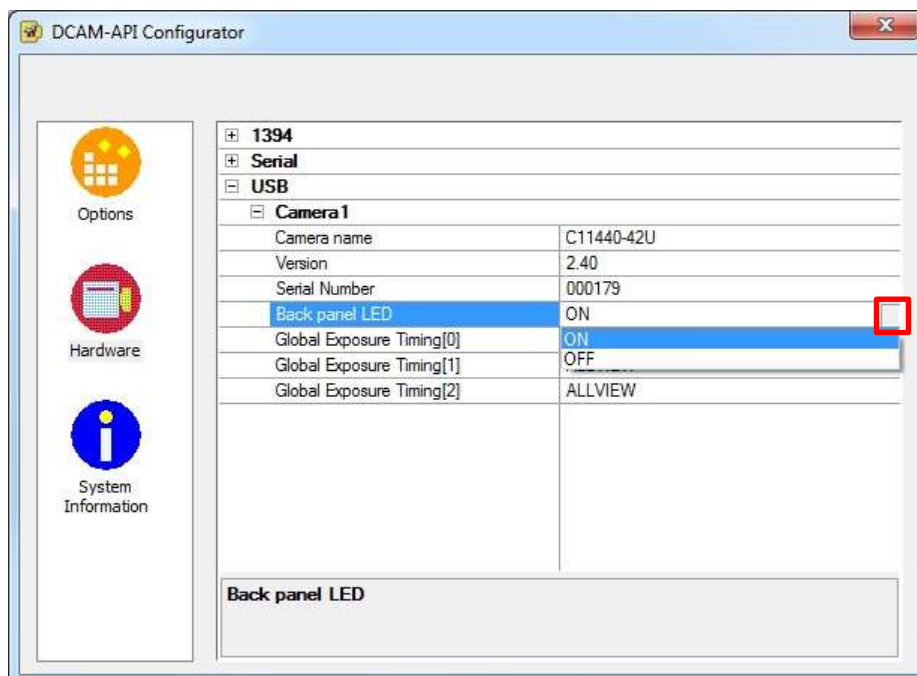 DCAM-API Configurator
Options
Hardware
System
Information
1394
Serial
USB
Camera1
Camera name C11440-42U
Version 2.40
Serial Number 000179
Back panel LED ON
Global Exposure Timing[0] ON
OFF
Global Exposure Timing[1]
Global Exposure Timing[2] ALLVIEW
Back panel LED